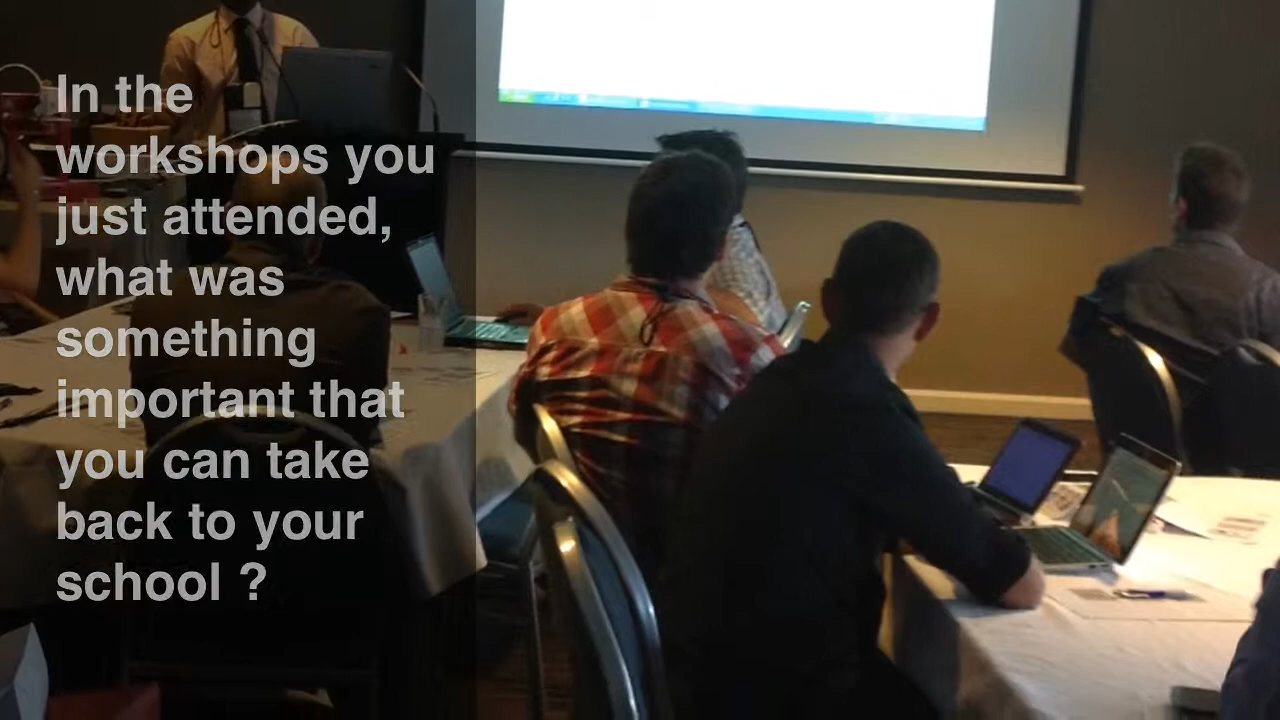 In the
workshops you
just attended,
what was
something
important that
you can take
back to your
school ?